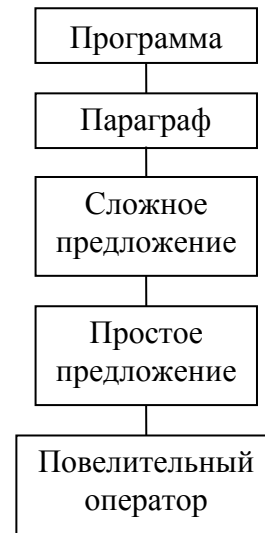 Программа
Параграф
Сложное
предложение
Простое
предложение
Повелительный
оператор